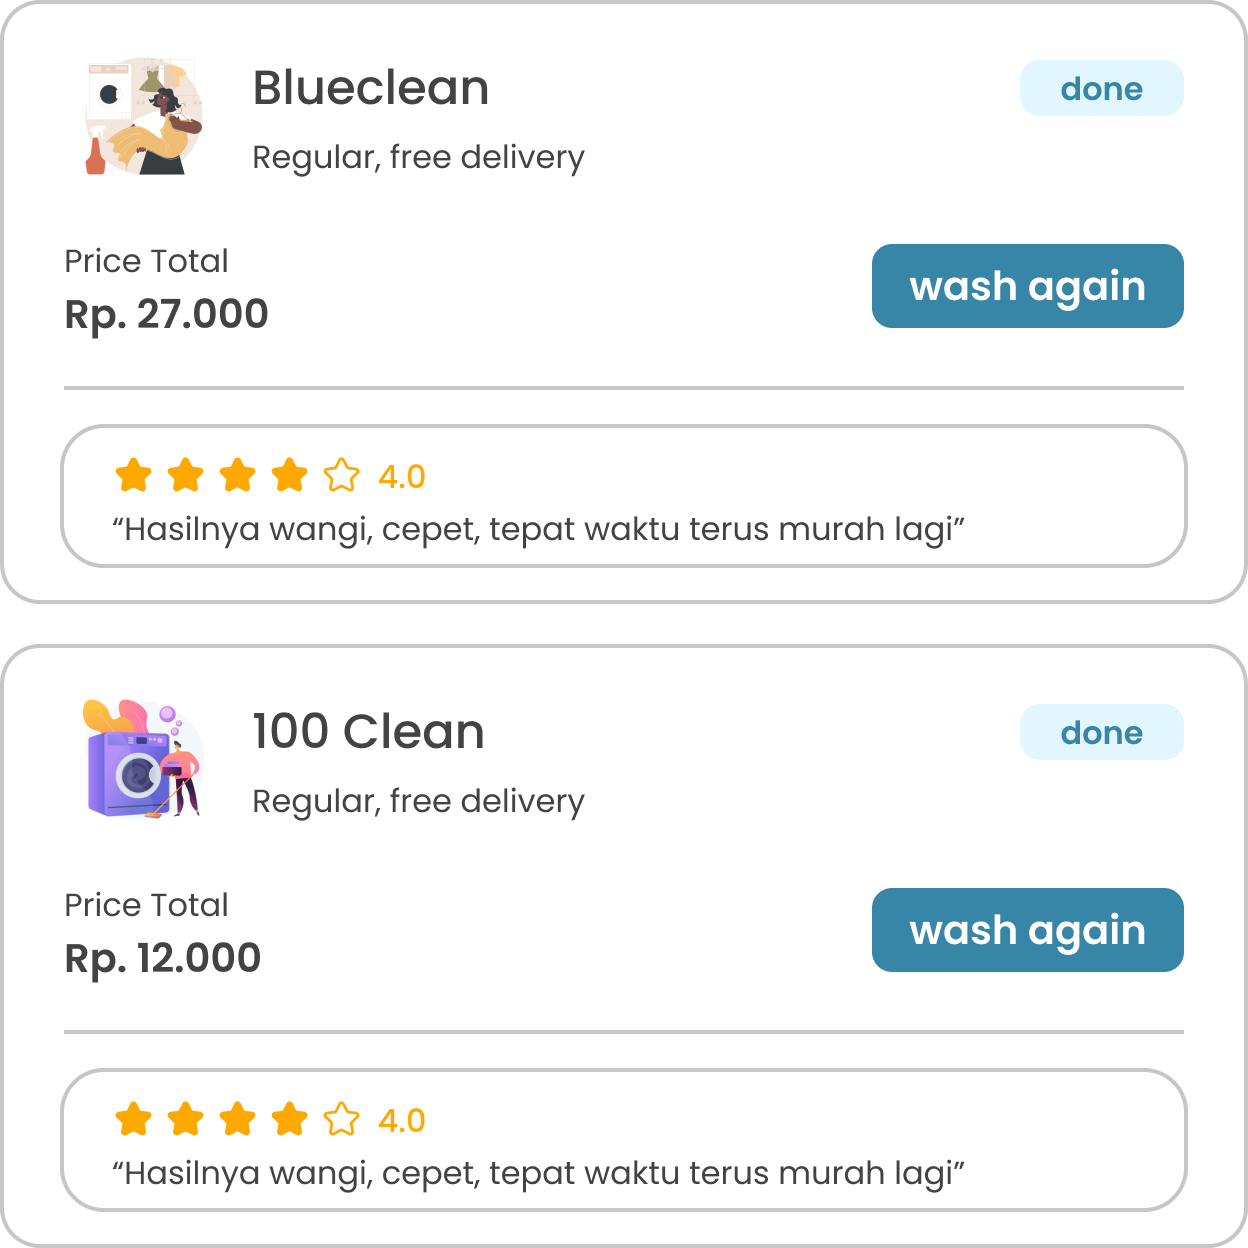 Blueclean
done
Regular, free delivery
Price Total
Rp. 27.000
wash again
4.0
“Hasilnya wangi, cepet, tepat waktu terus murah lagi”
100 Clean
done
Regular, free delivery
Price Total
Rp. 12.000
wash again
4.0
“Hasilnya wangi, cepet, tepat waktu terus murah lagi”